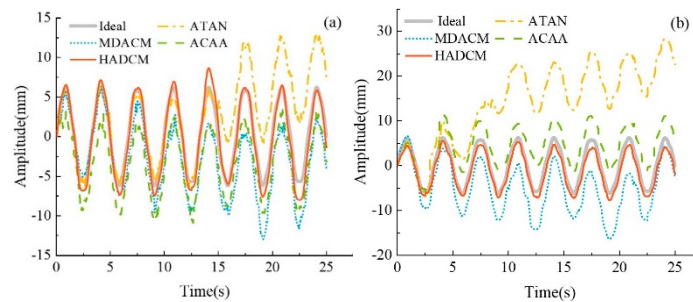 (a)
Ideal ATAN
MDACM ACAA
HADCM
Amplitude(mm)
15
10
5
0
-5
-10
-15
0 5 10 15 20 25
Time(s)
(b)
Ideal ATAN
MDACM ACAA
HADCM
Amplitude(mm)
30
20
10
0
-10
-20
0 5 10 15 20 25
Time(s)